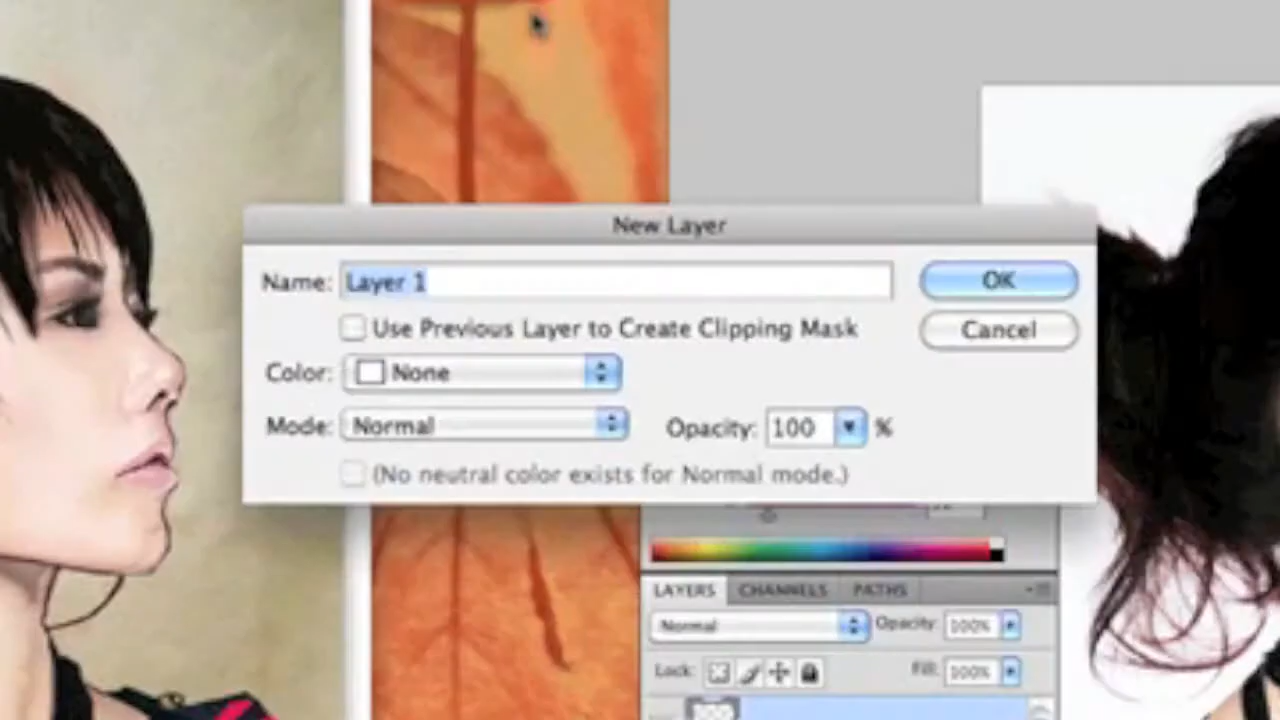 New Layer
Name: Layer 1 OK
Use Previous Layer to Create Clipping Mask Cancel
Color: None
Mode: Normal Opacity: 100 %
(No neutral color exists for Normal mode.)
LAYERS CHANNELS PATHS
Normal Opacity: 100%
Lock: Fill: 100%